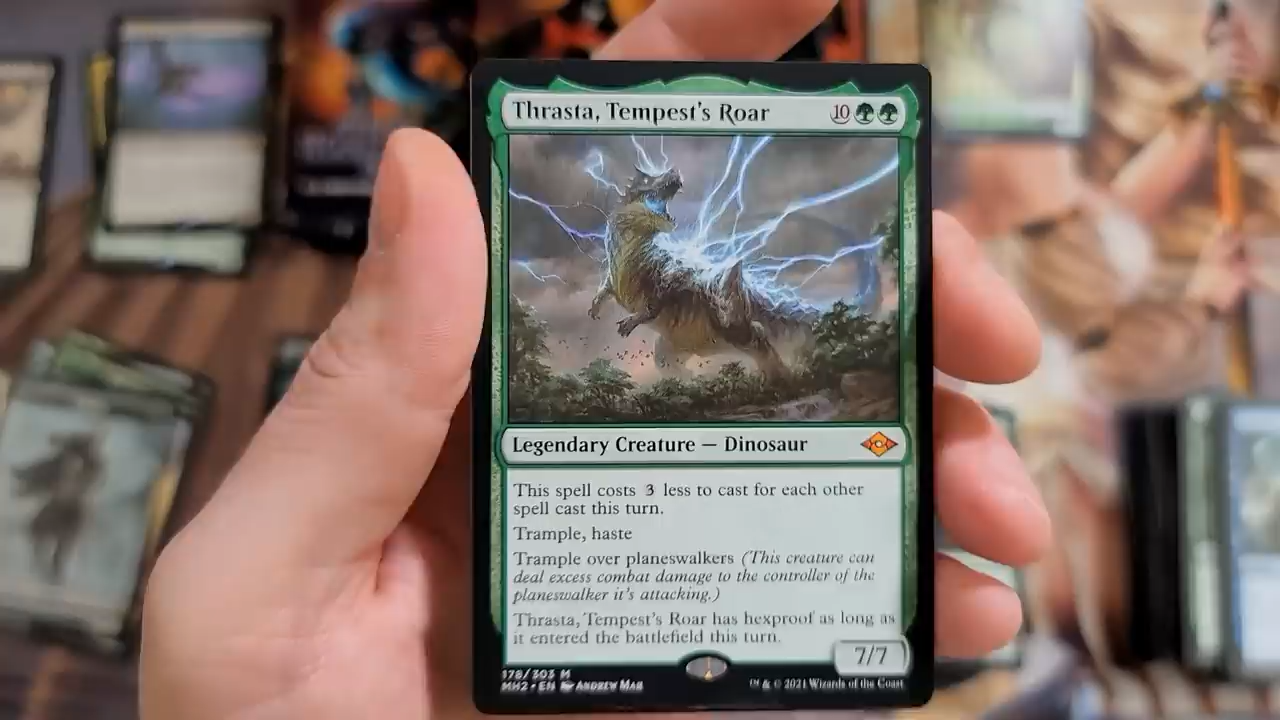 Thrasta, Tempest's Roar 10
Legendary Creature — Dinosaur
This spell costs 3 less to cast for each other
spell cast this turn.
Trample, haste
Trample over planeswalkers (This creature can
deal excess combat damage to the controller of the
planeswalker it's attacking.)
Thrasta, Tempest's Roar has hexproof as long as
it entered the battlefield this turn.
7/7
178/303 M
MH2 • EN Andrew Mar
™ & © 2021 Wizards of the Coast